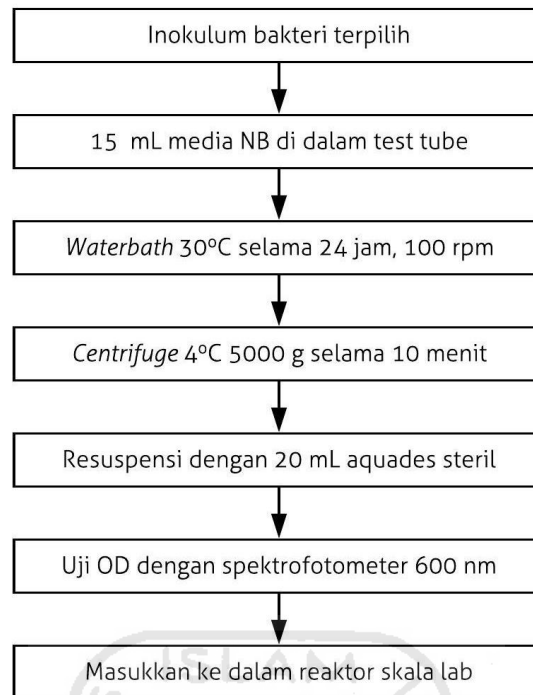 Inokulum bakteri terpilih
15 mL media NB di dalam test tube
Waterbath 30°C selama 24 jam, 100 rpm
Centrifuge 4°C 5000 g selama 10 menit
Resuspensi dengan 20 mL aquades steril
Uji OD dengan spektrofotometer 600 nm
ISLAM
Masukkan ke dalam reaktor skala lab